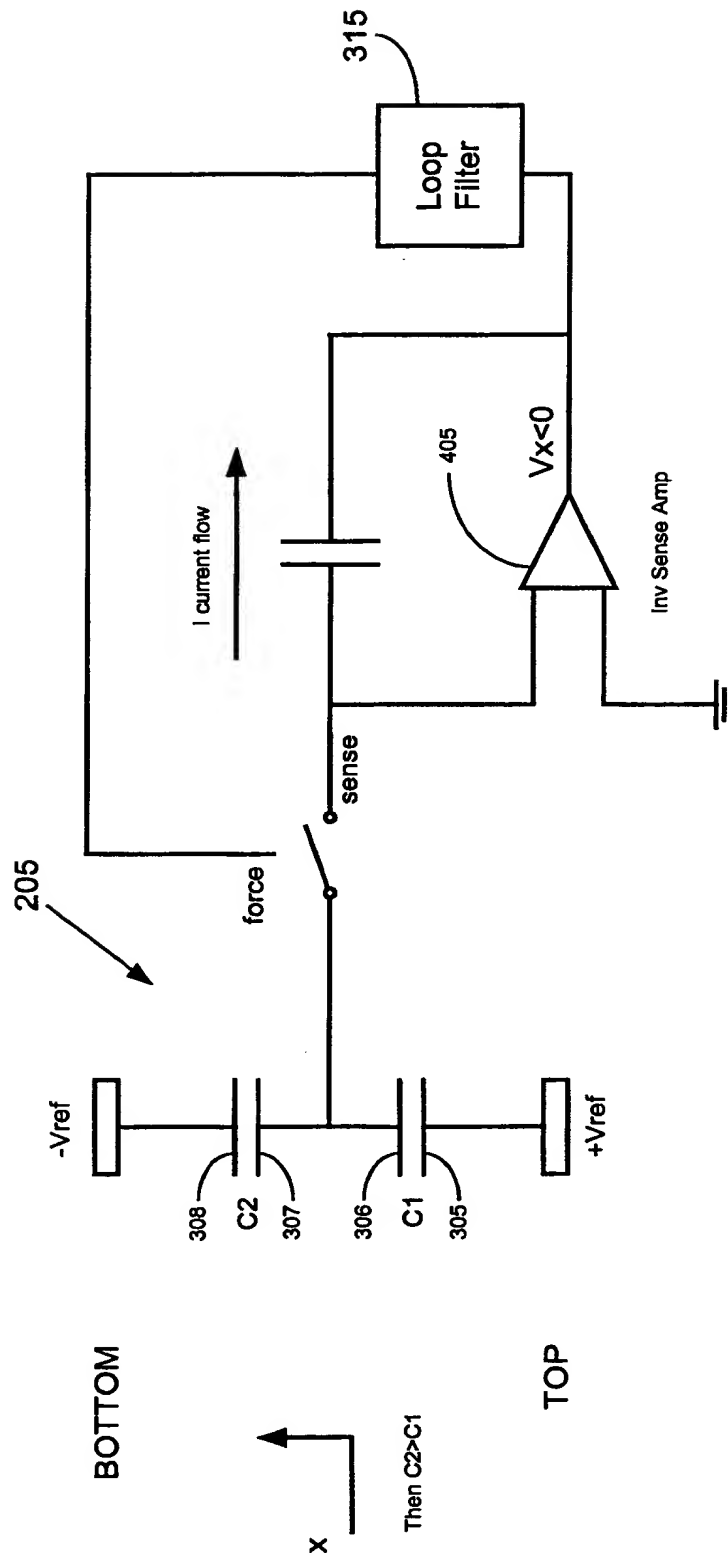 205
BOTTOM
-Vref
force
I current flow
315
Loop
Filter
308
C2
307
sense
Vx<0
405
X
306
C1
305
Then C2>C1
Inv Sense Amp
TOP
+Vref